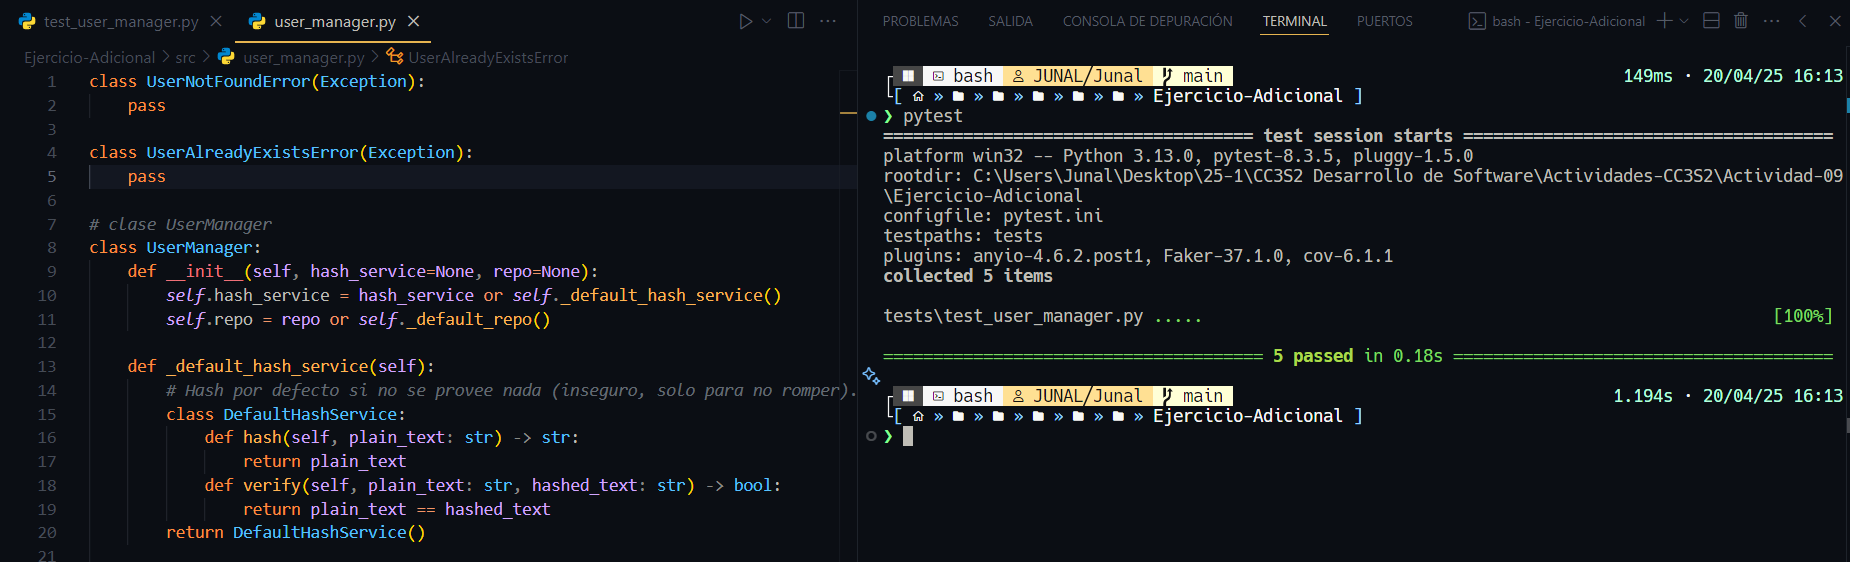 test_user_manager.py
user_manager.py
Ejercicio-Adicional > src > user_manager.py > UserAlreadyExistsError
1 class UserNotFoundError(Exception):
2     pass
3
4 class UserAlreadyExistsError(Exception):
5     pass
6
7 # clase UserManager
8 class UserManager:
9     def __init__(self, hash_service=None, repo=None):
10         self.hash_service = hash_service or self._default_hash_service()
11         self.repo = repo or self._default_repo()
12
13     def _default_hash_service(self):
14         # Hash por defecto si no se provee nada (inseguro, solo para no romper).
15         class DefaultHashService:
16             def hash(self, plain_text: str) -> str:
17                 return plain_text
18             def verify(self, plain_text: str, hashed_text: str) -> bool:
19                 return plain_text == hashed_text
20         return DefaultHashService()
21
PROBLEMAS SALIDA CONSOLA DE DEPURACIÓN TERMINAL PUERTOS bash - Ejercicio-Adicional
bash JUNAL/Junal main 149ms · 20/04/25 16:13
[ » » » » » » Ejercicio-Adicional ]
❯ pytest
===================================== test session starts =====================================
platform win32 -- Python 3.13.0, pytest-8.3.5, pluggy-1.5.0
rootdir: C:\Users\Junal\Desktop\25-1\CC3S2 Desarrollo de Software\Actividades-CC3S2\Actividad-09
\Ejercicio-Adicional
configfile: pytest.ini
testpaths: tests
plugins: anyio-4.6.2.post1, Faker-37.1.0, cov-6.1.1
collected 5 items
tests\test_user_manager.py ..... [100%]
====================================== 5 passed in 0.18s ======================================
bash JUNAL/Junal main 1.194s · 20/04/25 16:13
[ » » » » » » Ejercicio-Adicional ]
❯